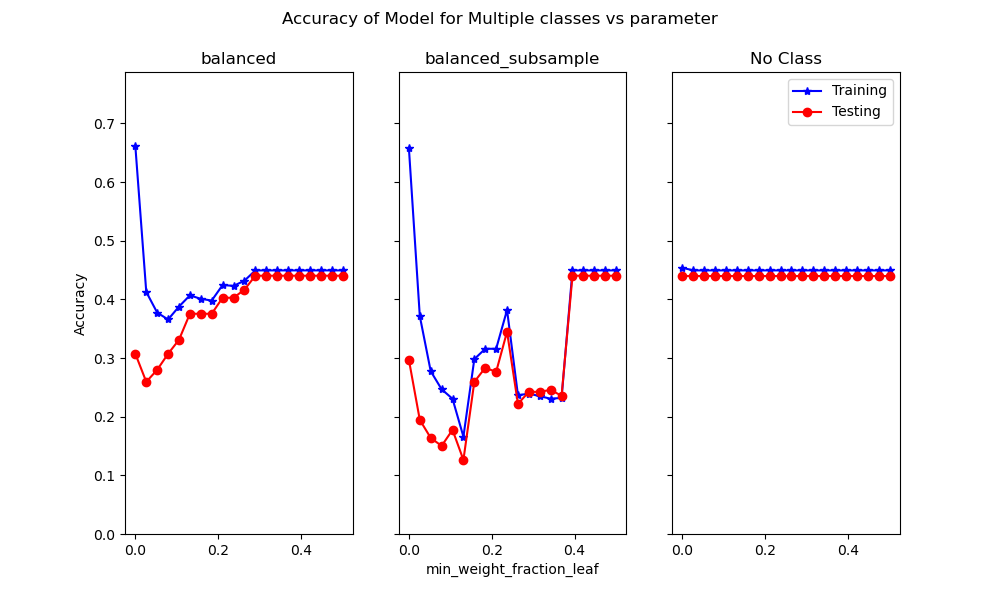 Accuracy of Model for Multiple classes vs parameter
balanced
balanced_subsample
No Class
Training
Testing
Accuracy
0.7
0.6
0.5
0.4
0.3
0.2
0.1
0.0
0.0 0.2 0.4
0.0 0.2 0.4
0.0 0.2 0.4
min_weight_fraction_leaf